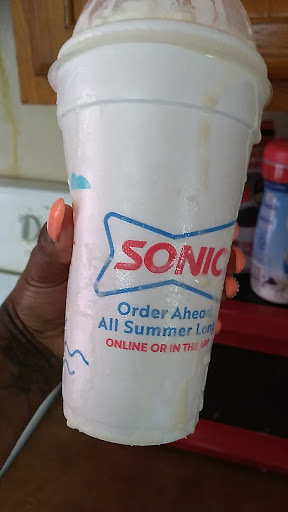 SONIC
Order Ahead
All Summer Long
ONLINE OR IN THE APP